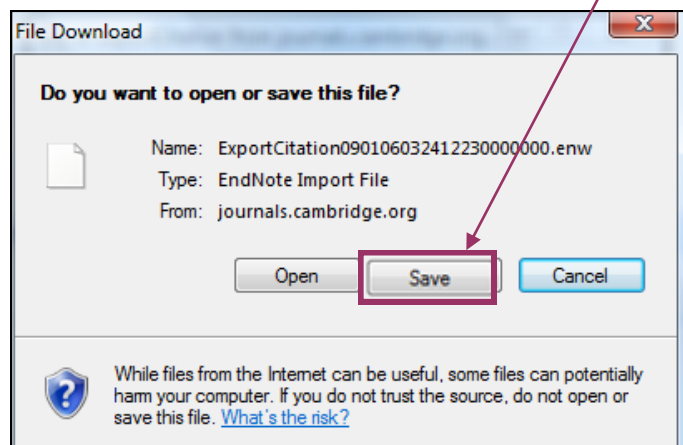 File Download
X
Do you want to open or save this file?
Name: ExportCitation090106032412230000000.enw
Type: EndNote Import File
From: journals.cambridge.org
Open Save Cancel
While files from the Internet can be useful, some files can potentially
harm your computer. If you do not trust the source, do not open or
save this file. What's the risk?